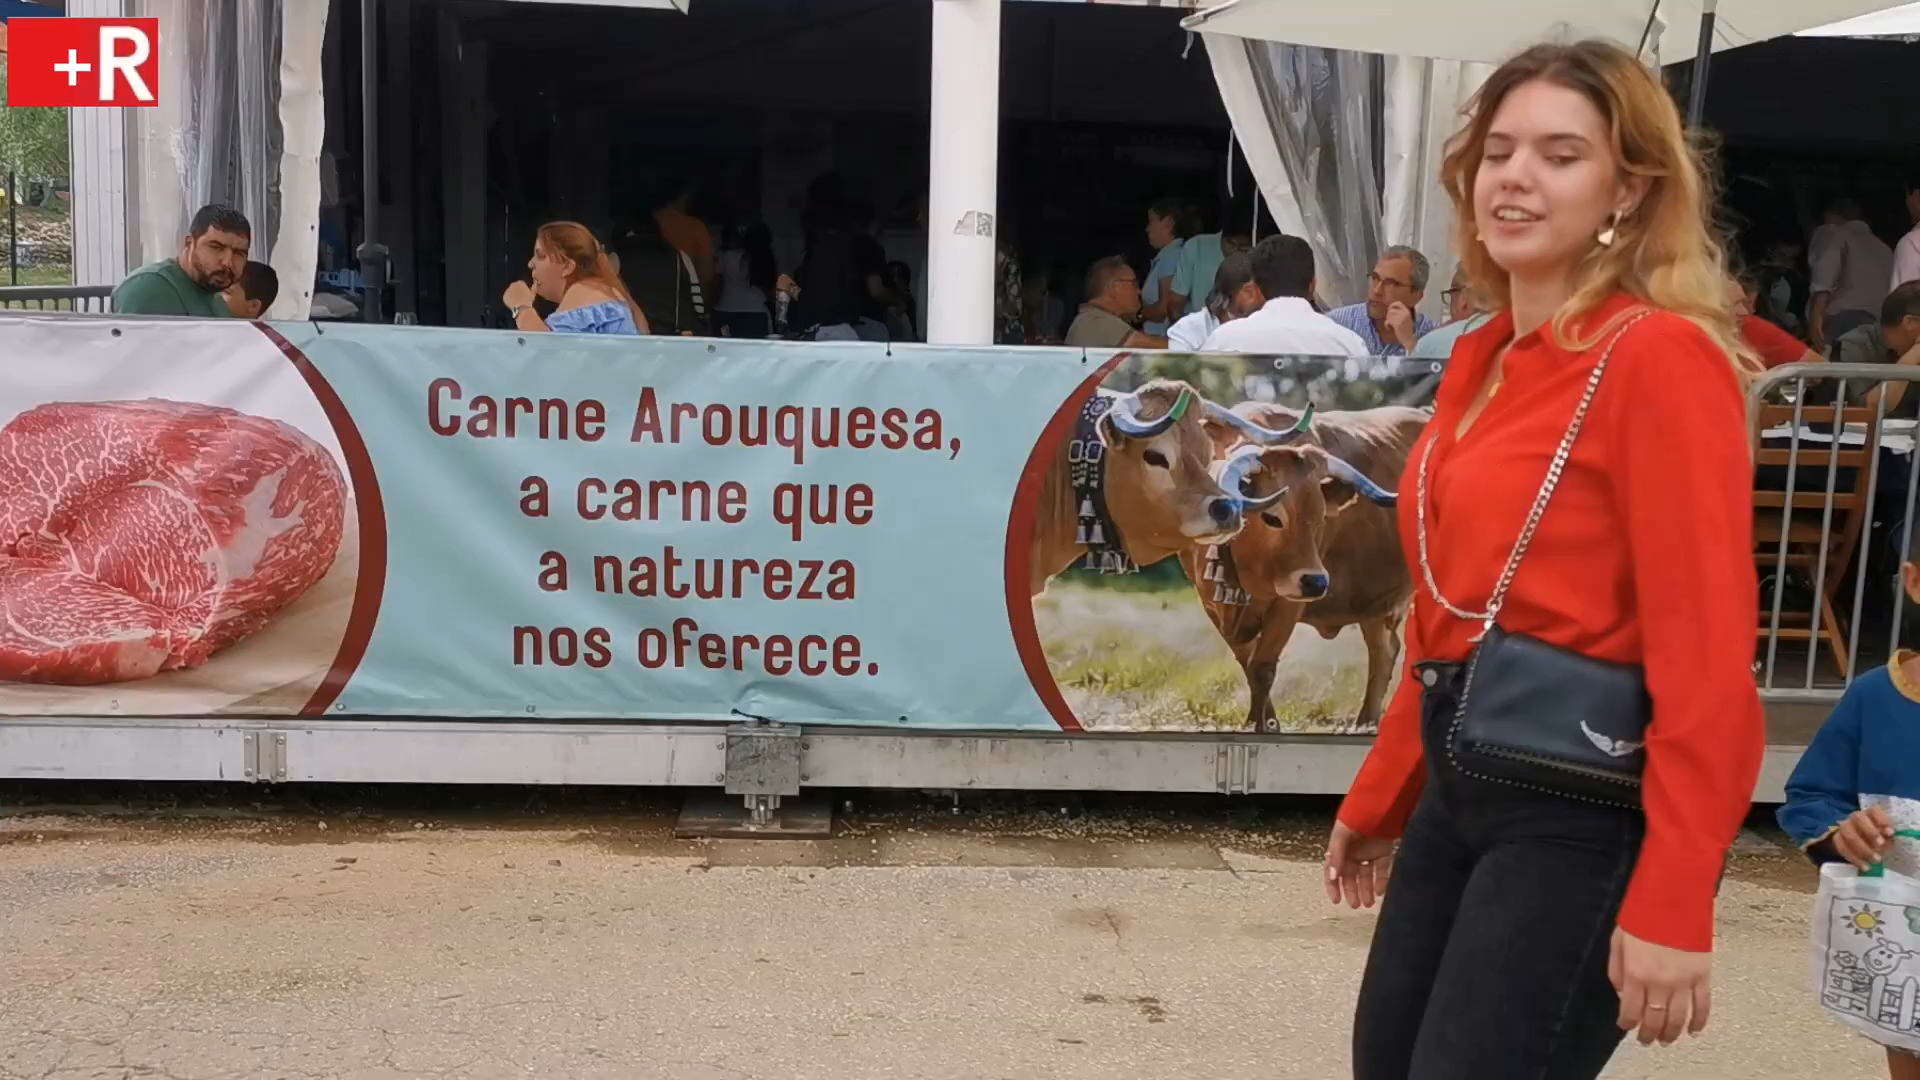 +R
Carne Arouquesa,
a carne que
a natureza
nos oferece.